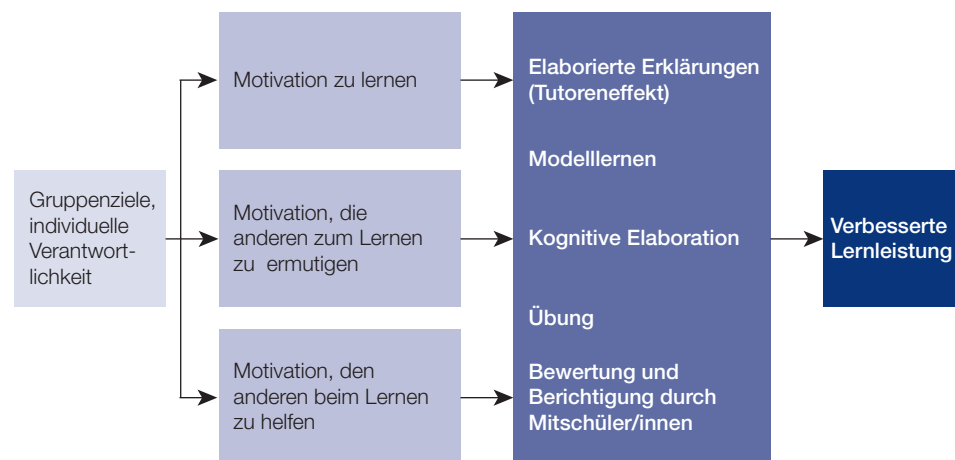 Gruppenziele,
individuelle
Verantwort-
lichkeit
Motivation zu lernen
Motivation, die
anderen zum Lernen
zu ermutigen
Motivation, den
anderen beim Lernen
zu helfen
Elaborierte Erklärungen
(Tutoreneffekt)
Modelllernen
Kognitive Elaboration
Übung
Bewertung und
Berichtigung durch
Mitschüler/innen
Verbesserte
Lernleistung